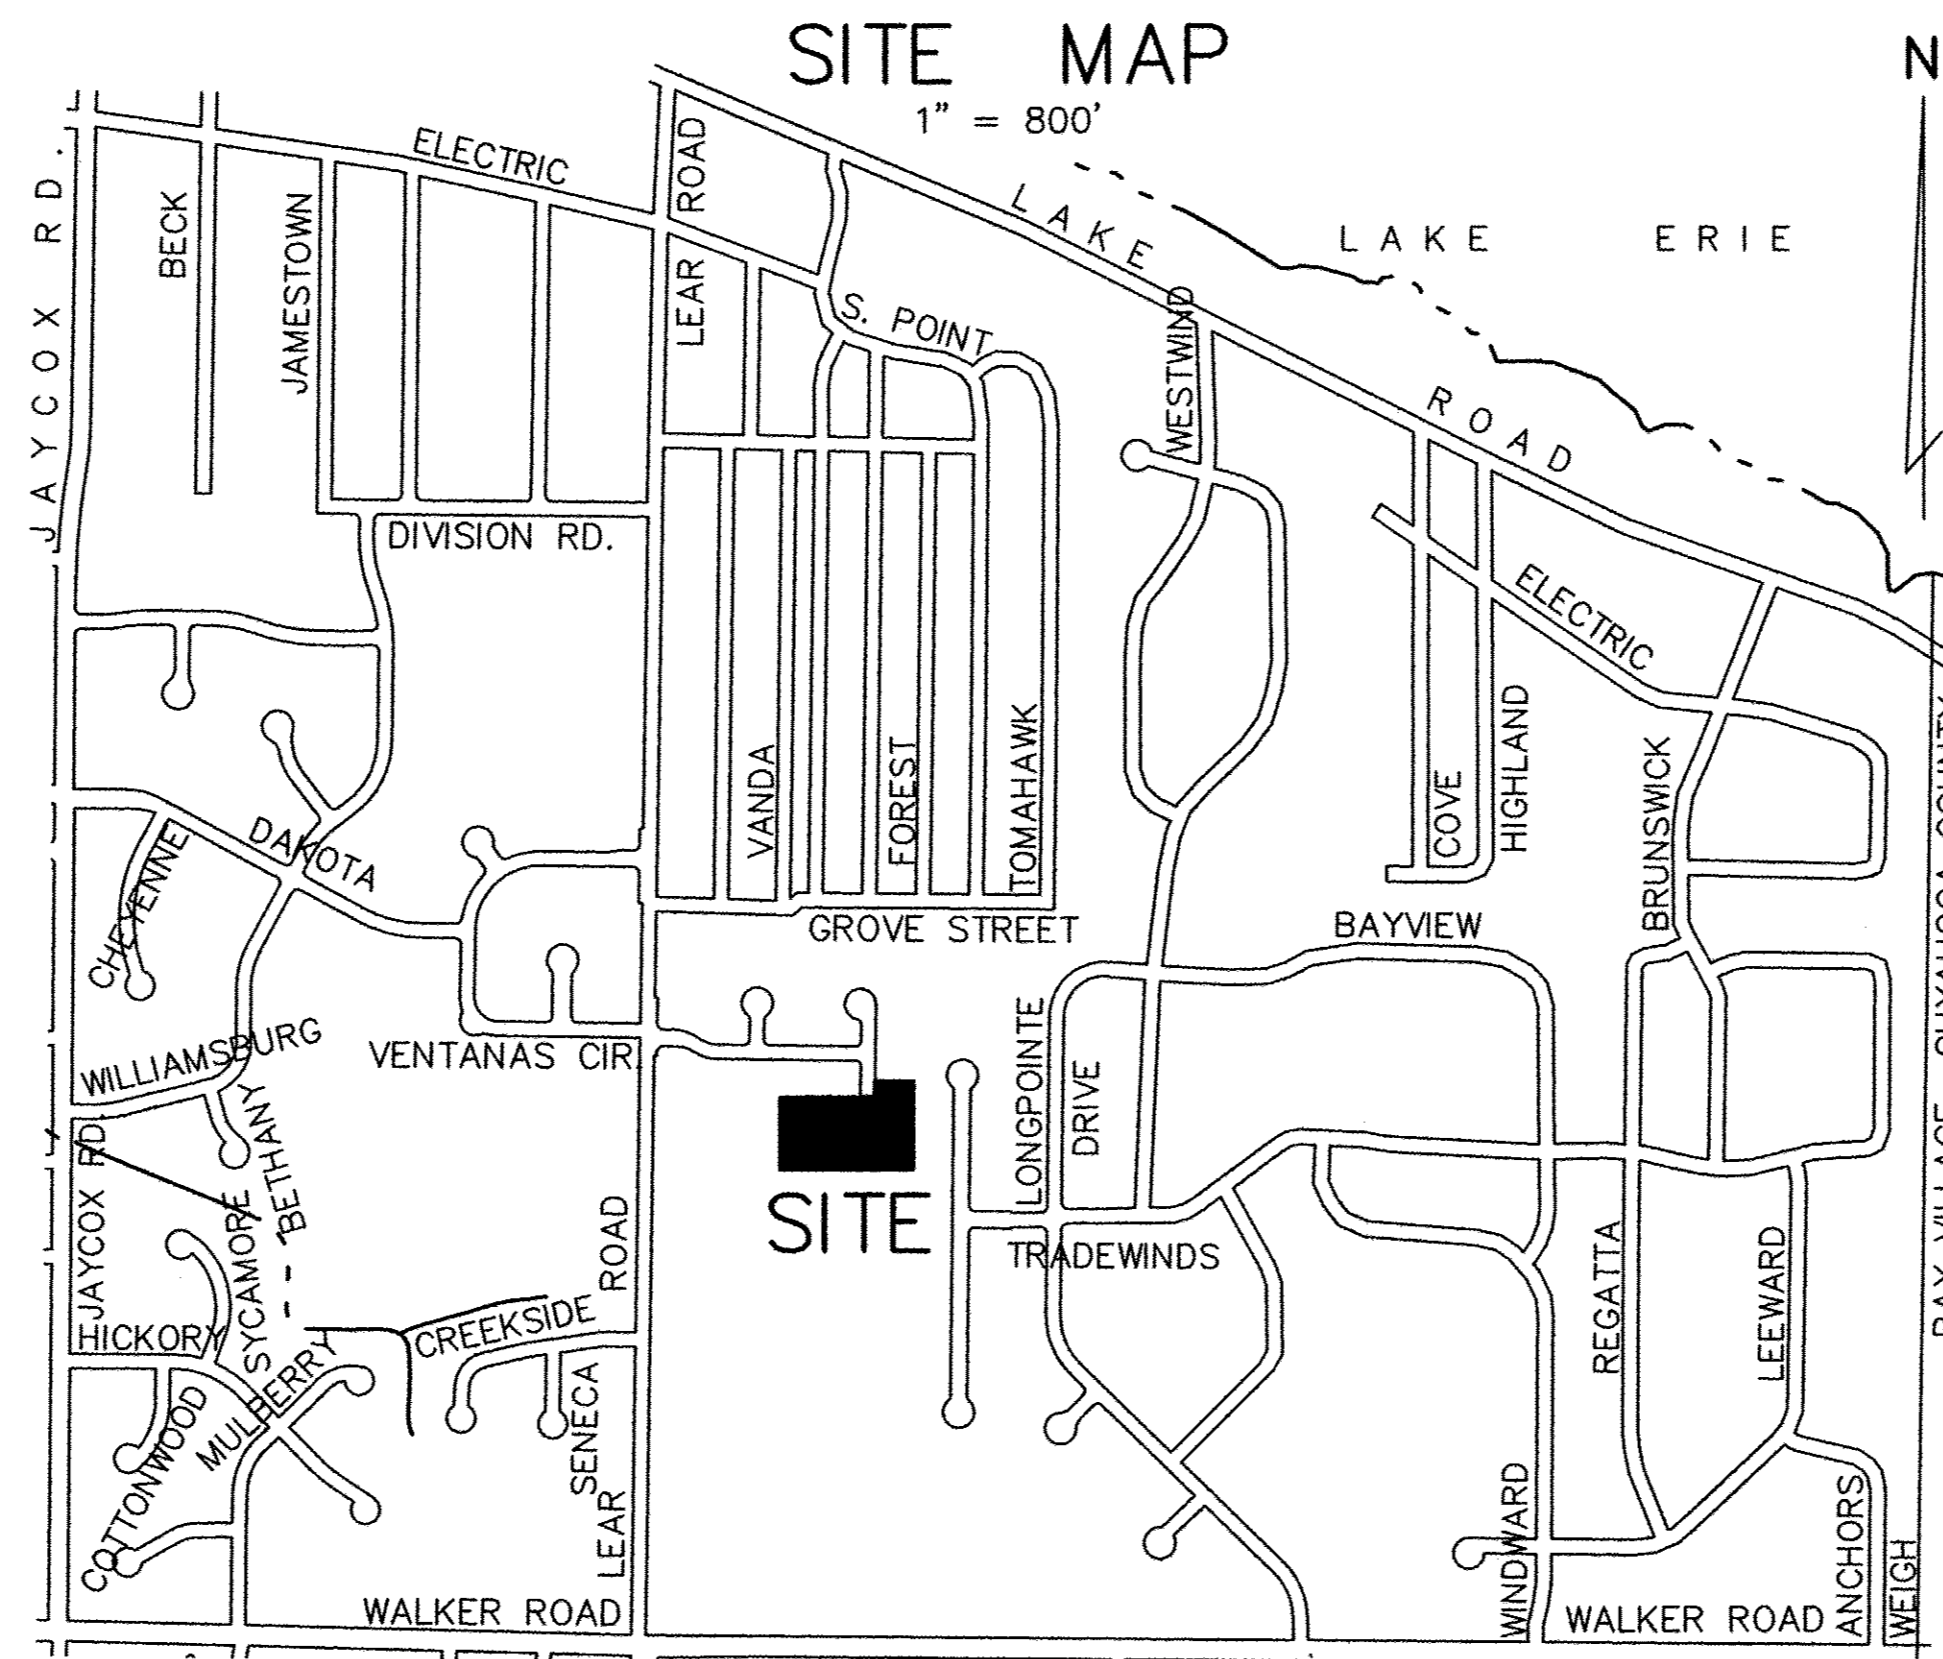 SITE MAP
N
1" = 800'
ELECTRIC
LEAR ROAD
JAYCOX RD.
BECK
JAMESTOWN
LAKE ROAD
LAKE ERIE
S. POINT
WESTWIND
DIVISION RD.
ELECTRIC
VANDA
FOREST
TOMAHAWK
COVE
HIGHLAND
BRUNSWICK
DAKOTA
CHEYENNE
GROVE STREET
BAYVIEW
WILLIAMSBURG
VENTANAS CIR.
LONGPOINTE
DRIVE
BETHANY
JAYCOX RD.
SITE
SYCAMORE
TRADEWINDS
REGATTA
LEEWARD
HICKORY
CREEKSIDE
MULBERRY
COTTONWOOD
SENECA
LEAR ROAD
WINDWARD
ANCHORS
WEIGH
WALKER ROAD
WALKER ROAD